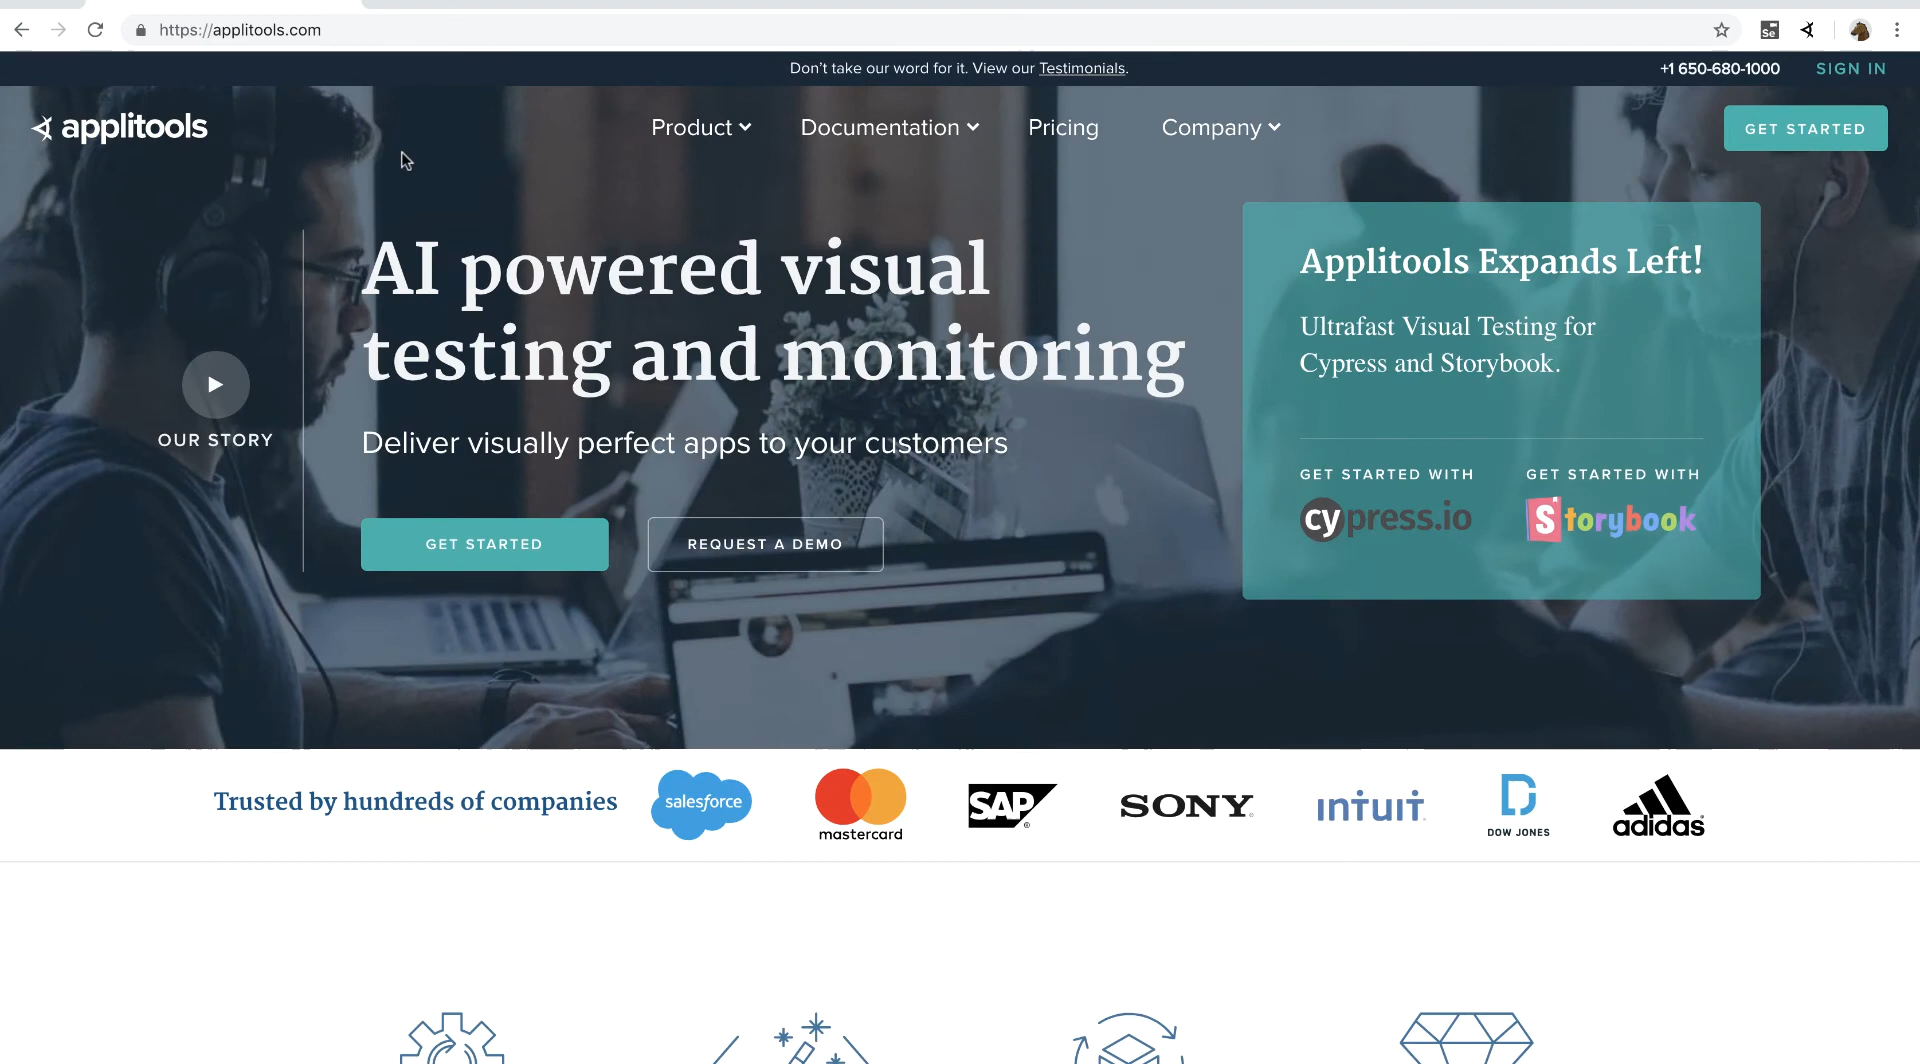 https://applitools.com
Se
Don't take our word for it. View our Testimonials.
+1 650-680-1000
SIGN IN
applitools
Product
Documentation
Pricing
Company
GET STARTED
AI powered visual
testing and monitoring
Deliver visually perfect apps to your customers
OUR STORY
GET STARTED
REQUEST A DEMO
Applitools Expands Left!
Ultrafast Visual Testing for
Cypress and Storybook.
GET STARTED WITH
cypress.io
GET STARTED WITH
Storybook
Trusted by hundreds of companies
salesforce
mastercard
SAP
SONY
intuit
DOW JONES
adidas